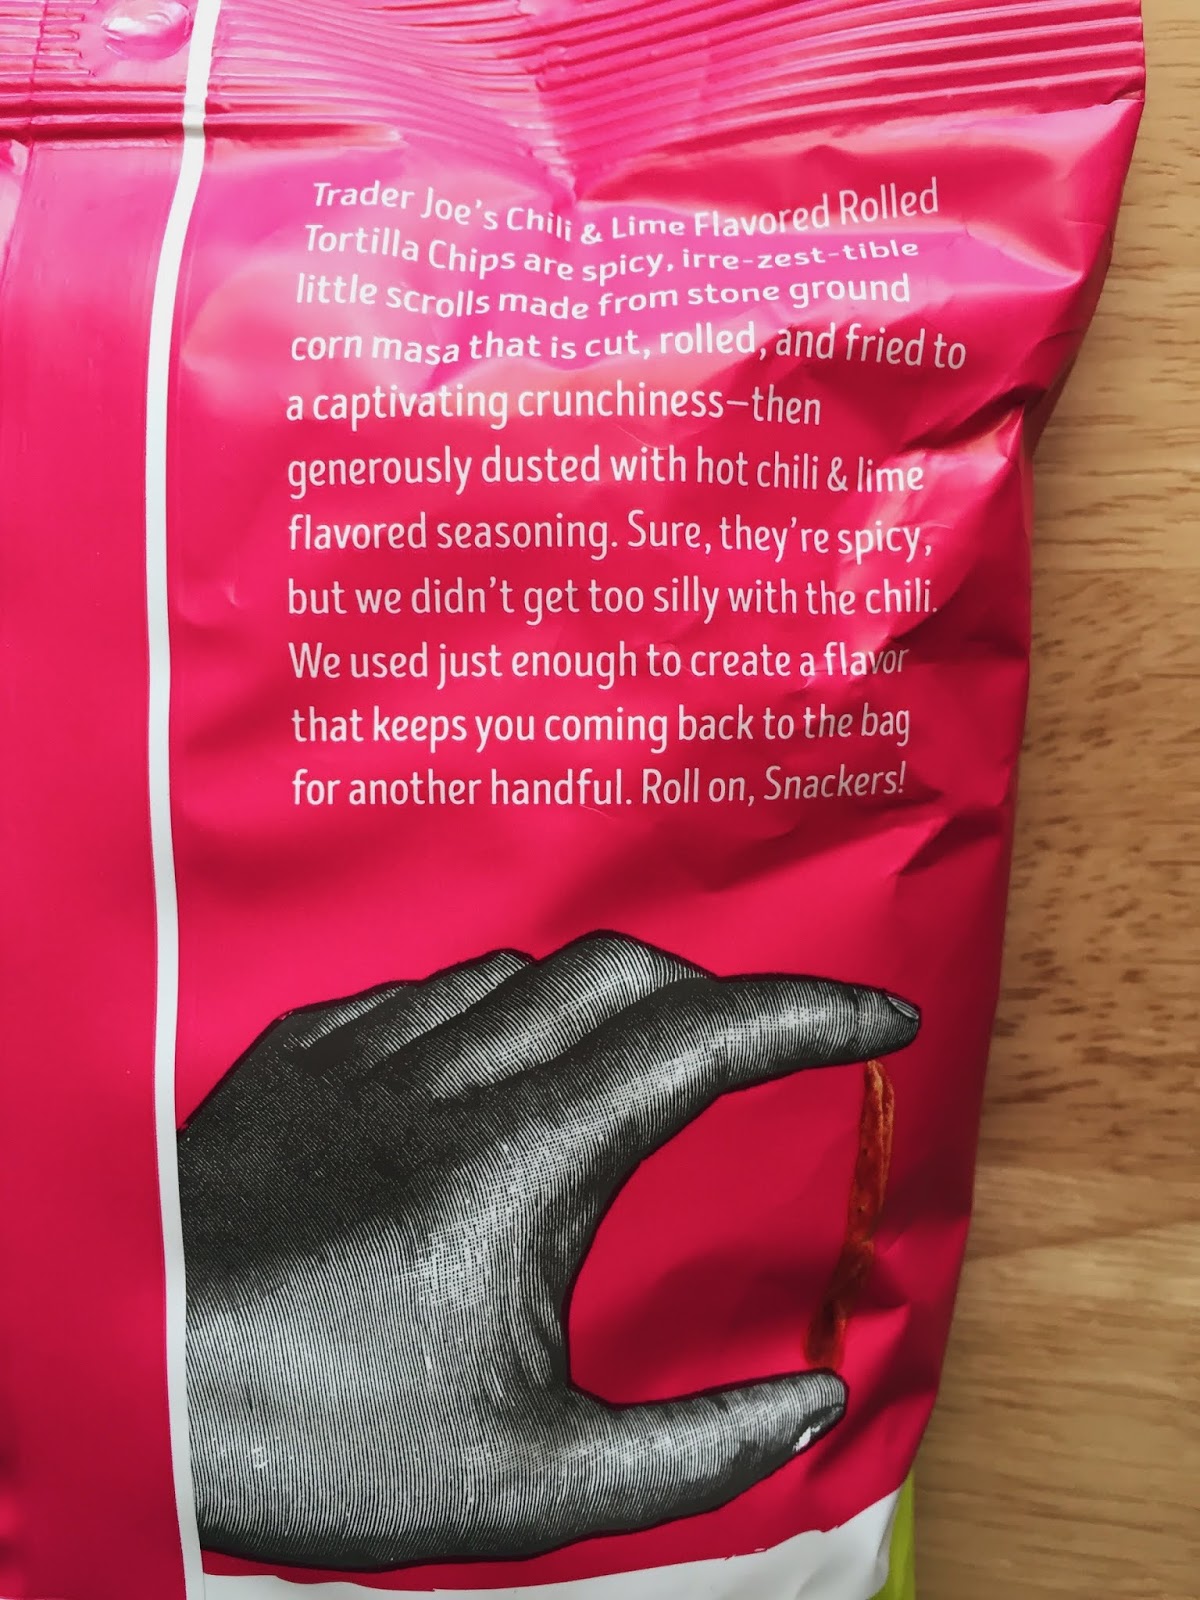 Trader Joe's Chili & Lime Flavored Rolled
Tortilla Chips are spicy, irre-zest-tible
little scrolls made from stone ground
corn masa that is cut, rolled, and fried to
a captivating crunchiness—then
generously dusted with hot chili & lime
flavored seasoning. Sure, they're spicy,
but we didn't get too silly with the chili.
We used just enough to create a flavor
that keeps you coming back to the bag
for another handful. Roll on, Snackers!